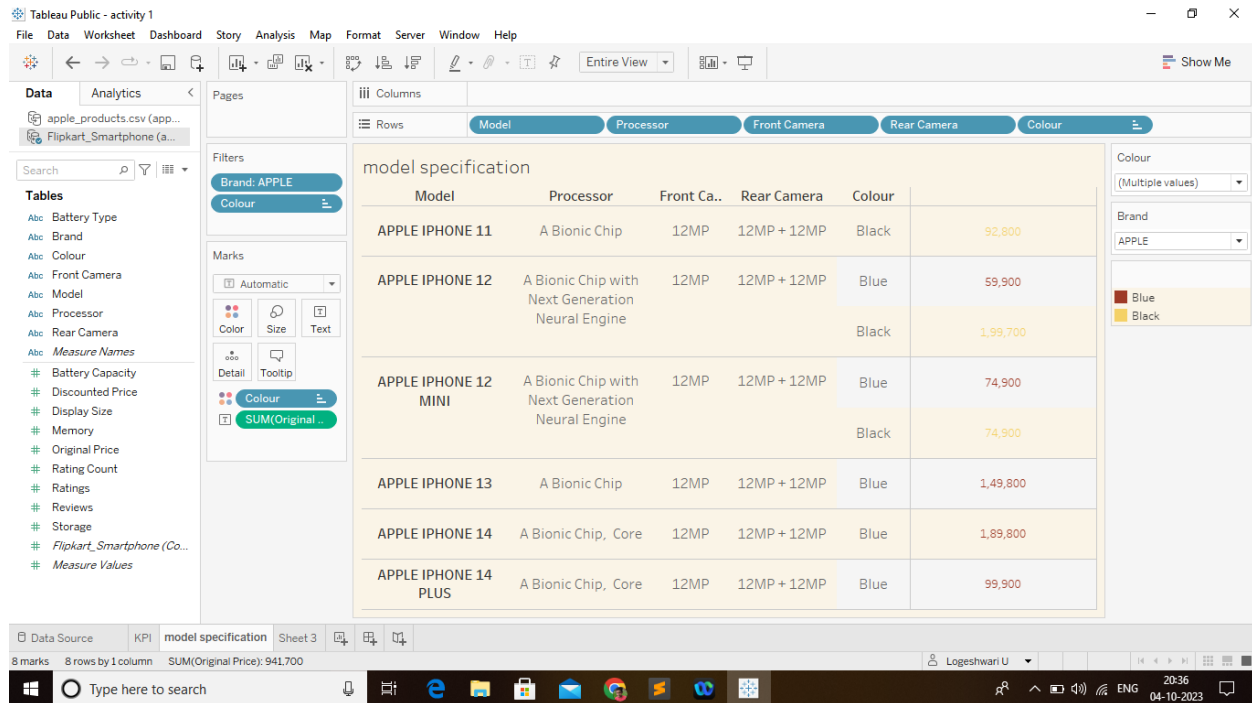 Tableau Public - activity 1
File Data Worksheet Dashboard Story Analysis Map Format Server Window Help
Entire View
Show Me
Data Analytics
apple_products.csv (app...
Flipkart_Smartphone (a...
Search
Tables
Abc Battery Type
Abc Brand
Abc Colour
Abc Front Camera
Abc Model
Abc Processor
Abc Rear Camera
Abc Measure Names
# Battery Capacity
# Discounted Price
# Display Size
# Memory
# Original Price
# Rating Count
# Ratings
# Reviews
# Storage
# Flipkart_Smartphone (Co...
# Measure Values
Pages
Filters
Brand: APPLE
Colour
Marks
T Automatic
Color Size Text
Detail Tooltip
Colour
SUM(Original ..
iii Columns
Rows Model Processor Front Camera Rear Camera Colour
model specification
Model Processor Front Ca.. Rear Camera Colour
APPLE IPHONE 11 A Bionic Chip 12MP 12MP + 12MP Black 92,800
APPLE IPHONE 12 A Bionic Chip with 12MP 12MP + 12MP Blue 59,900
Next Generation
Neural Engine
Black 1,99,700
APPLE IPHONE 12 A Bionic Chip with 12MP 12MP + 12MP Blue 74,900
MINI Next Generation
Neural Engine
Black 74,900
APPLE IPHONE 13 A Bionic Chip 12MP 12MP + 12MP Blue 1,49,800
APPLE IPHONE 14 A Bionic Chip, Core 12MP 12MP + 12MP Blue 1,89,800
APPLE IPHONE 14 A Bionic Chip, Core 12MP 12MP + 12MP Blue 99,900
PLUS
Colour
(Multiple values)
Brand
APPLE
Blue
Black
Data Source KPI model specification Sheet 3
8 marks 8 rows by 1 column SUM(Original Price): 941,700
Logeshwari U
Type here to search
ENG
20:36
04-10-2023